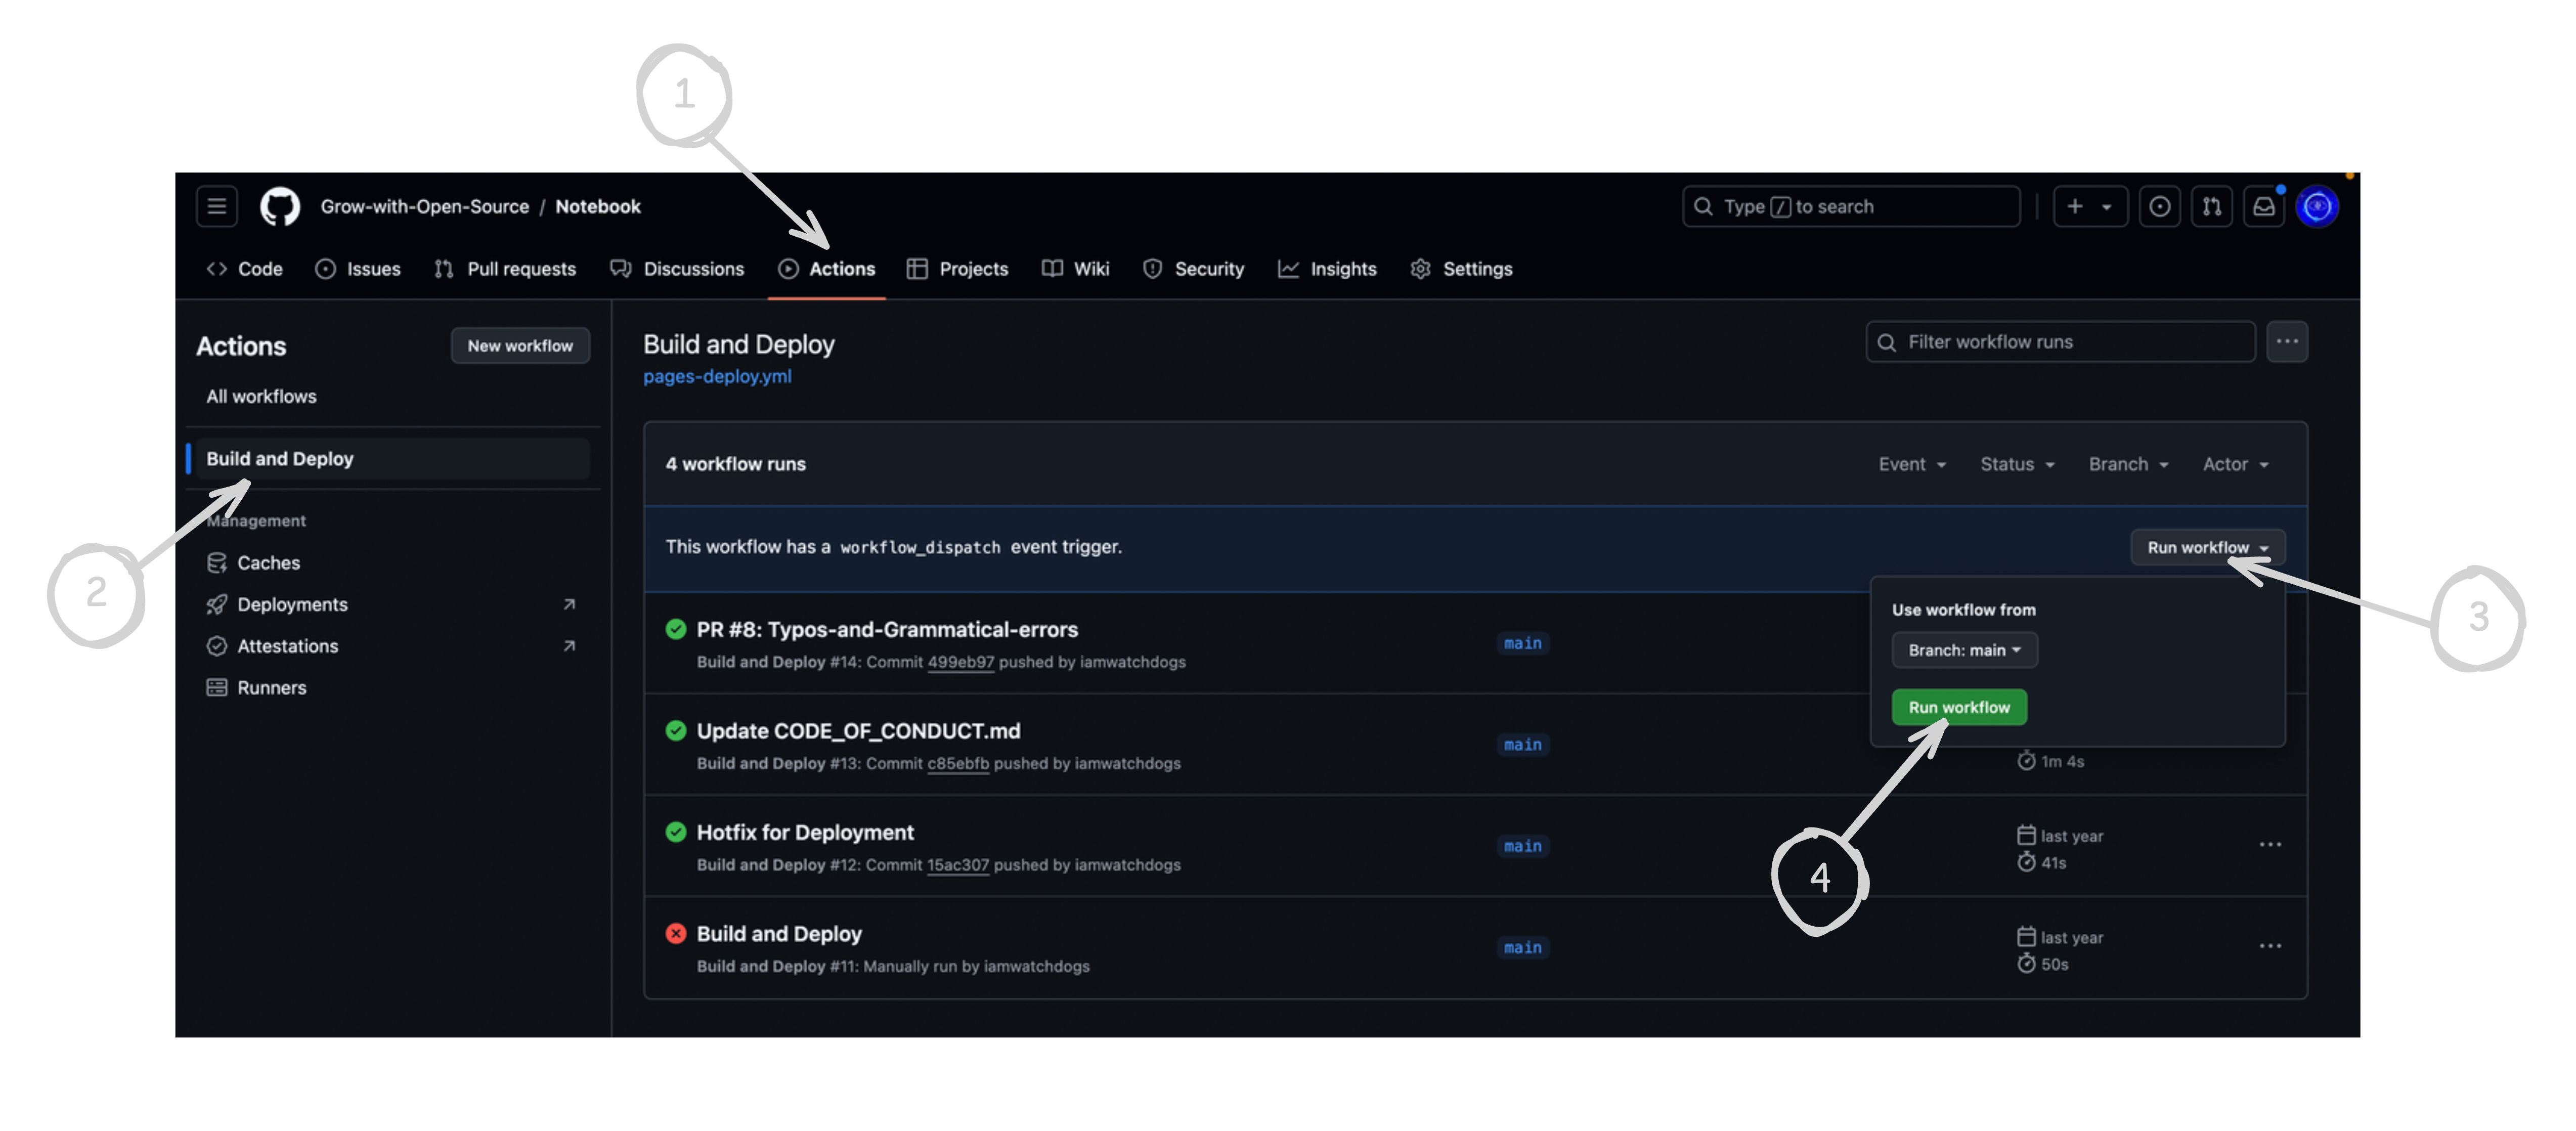 1
Grow-with-Open-Source / Notebook
Type / to search
Code
Issues
Pull requests
Discussions
Actions
Projects
Wiki
Security
Insights
Settings
Actions
New workflow
All workflows
Build and Deploy
Management
Caches
Deployments
Attestations
Runners
2
Build and Deploy
pages-deploy.yml
Filter workflow runs
4 workflow runs
Event
Status
Branch
Actor
This workflow has a workflow_dispatch event trigger.
Run workflow
3
Use workflow from
Branch: main
Run workflow
4
PR #8: Typos-and-Grammatical-errors
Build and Deploy #14: Commit 499eb97 pushed by iamwatchdogs
main
Update CODE_OF_CONDUCT.md
Build and Deploy #13: Commit c85ebfb pushed by iamwatchdogs
main
1m 4s
Hotfix for Deployment
Build and Deploy #12: Commit 15ac307 pushed by iamwatchdogs
main
last year
41s
Build and Deploy
Build and Deploy #11: Manually run by iamwatchdogs
main
last year
50s